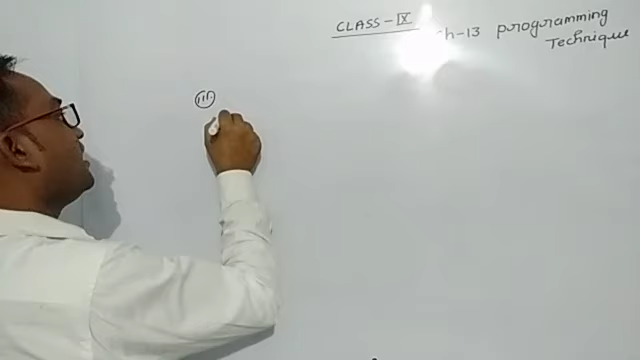 CLASS - IX Ch-13 programming
Technique
(iii)